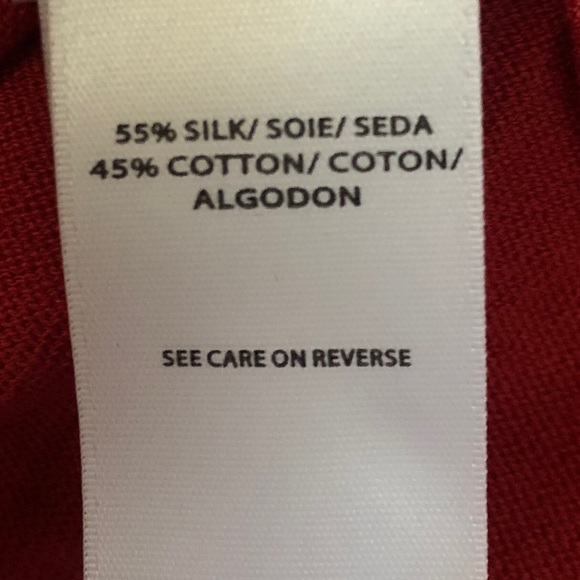 55% SILK/ SOIE/ SEDA
45% COTTON/ COTON/
ALGODON
SEE CARE ON REVERSE